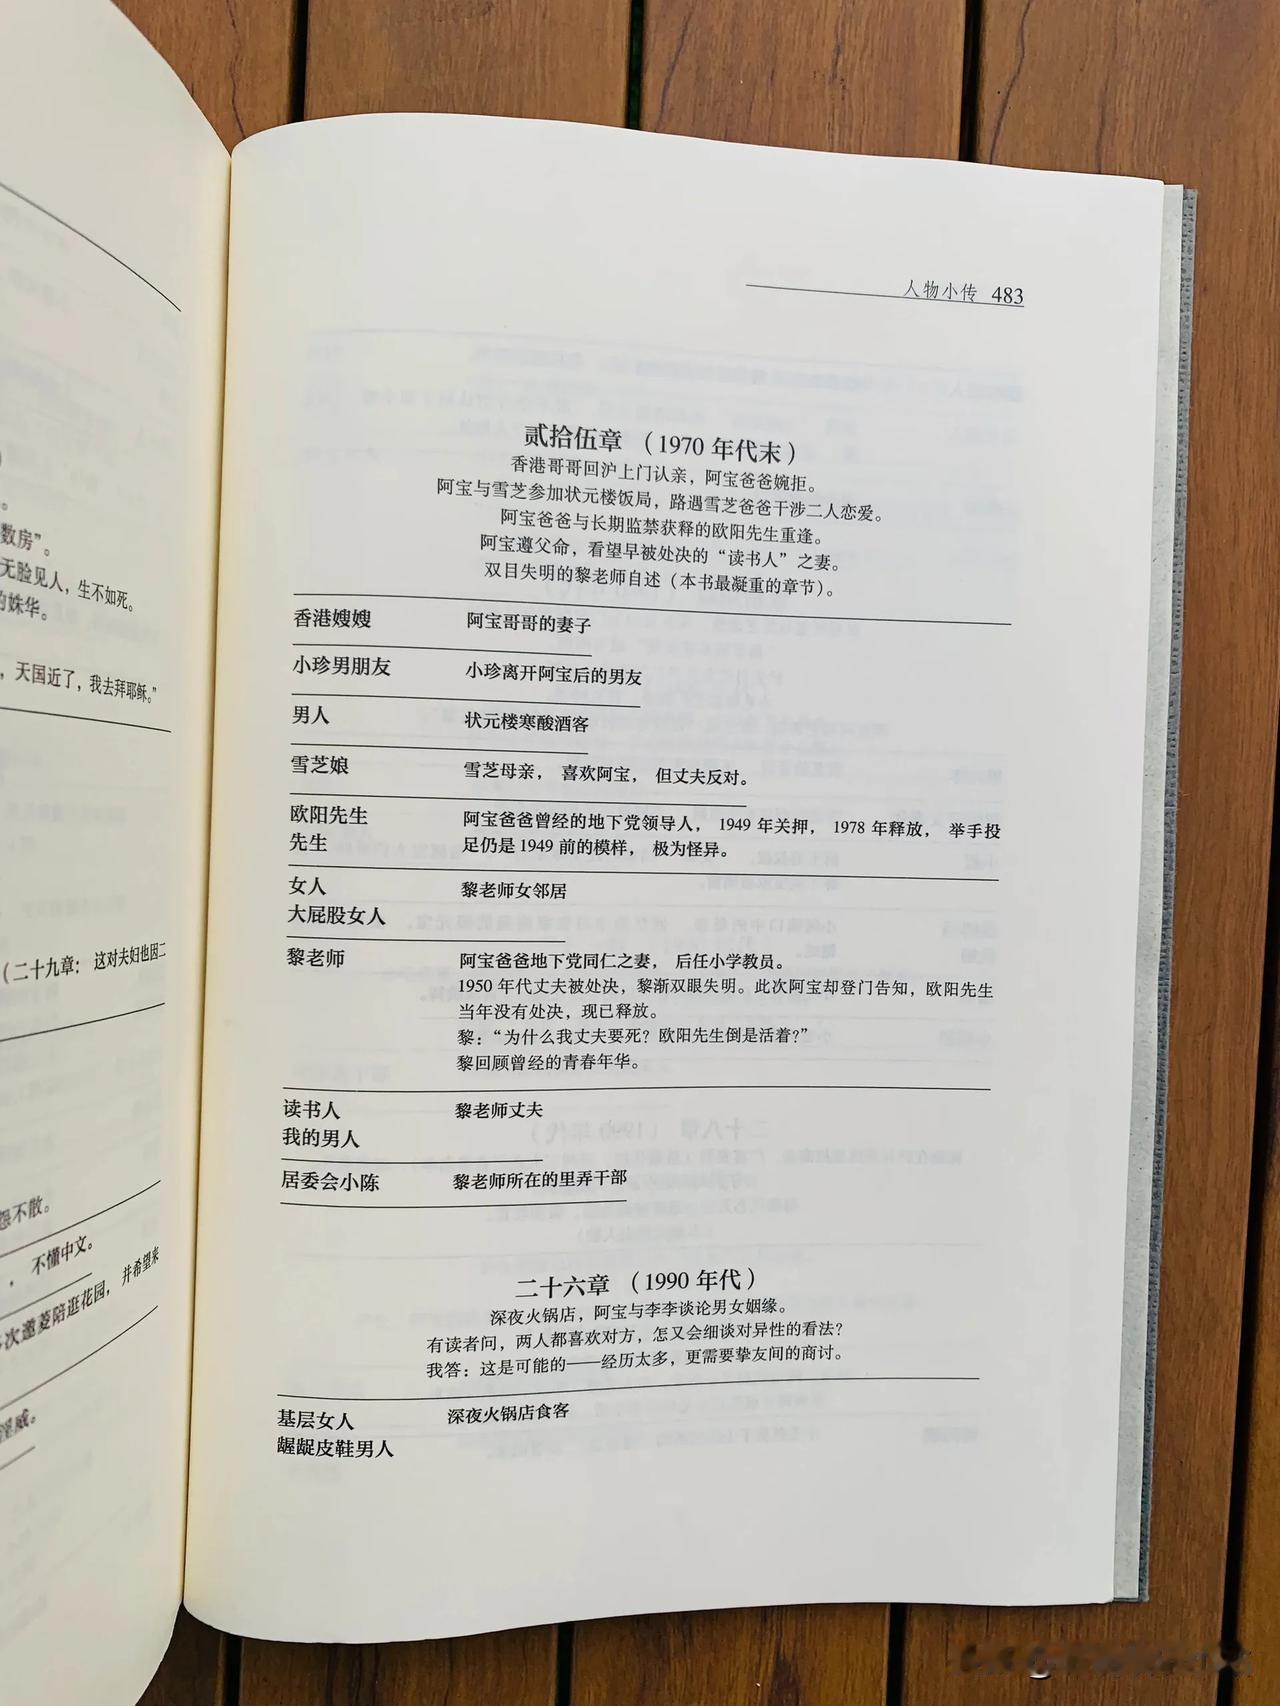 数房”。
无脸见人，生不如死。
的姝华。
，天国近了，我去拜耶稣。”
（二十九章：这对夫妇也因二
怨不散。
，不懂中文。
多次邀菱陪逛花园，并希望来
淫威。
人物小传 483
贰拾伍章 （1970 年代末）
香港哥哥回沪上门认亲，阿宝爸爸婉拒。
阿宝与雪芝参加状元楼饭局，路遇雪芝爸爸干涉二人恋爱。
阿宝爸爸与长期监禁获释的欧阳先生重逢。
阿宝遵父命，看望早被处决的“读书人”之妻。
双目失明的黎老师自述（本书最凝重的章节）。
香港嫂嫂 阿宝哥哥的妻子
小珍男朋友 小珍离开阿宝后的男友
男人 状元楼寒酸酒客
雪芝娘 雪芝母亲，喜欢阿宝，但丈夫反对。
欧阳先生 阿宝爸爸曾经的地下党领导人，1949 年关押，1978 年释放，举手投
先生 足仍是 1949 前的模样，极为怪异。
女人 黎老师女邻居
大屁股女人
黎老师 阿宝爸爸地下党同仁之妻，后任小学教员。
1950 年代丈夫被处决，黎渐双眼失明。此次阿宝却登门告知，欧阳先生
当年没有处决，现已释放。
黎：“为什么我丈夫要死？欧阳先生倒是活着？”
黎回顾曾经的青春年华。
读书人 黎老师丈夫
我的男人
居委会小陈 黎老师所在的里弄干部
二十六章 （1990 年代）
深夜火锅店，阿宝与李李谈论男女姻缘。
有读者问，两人都喜欢对方，怎又会细谈对异性的看法？
我答：这是可能的——经历太多，更需要挚友间的商讨。
基层女人 深夜火锅店食客
龌龊皮鞋男人